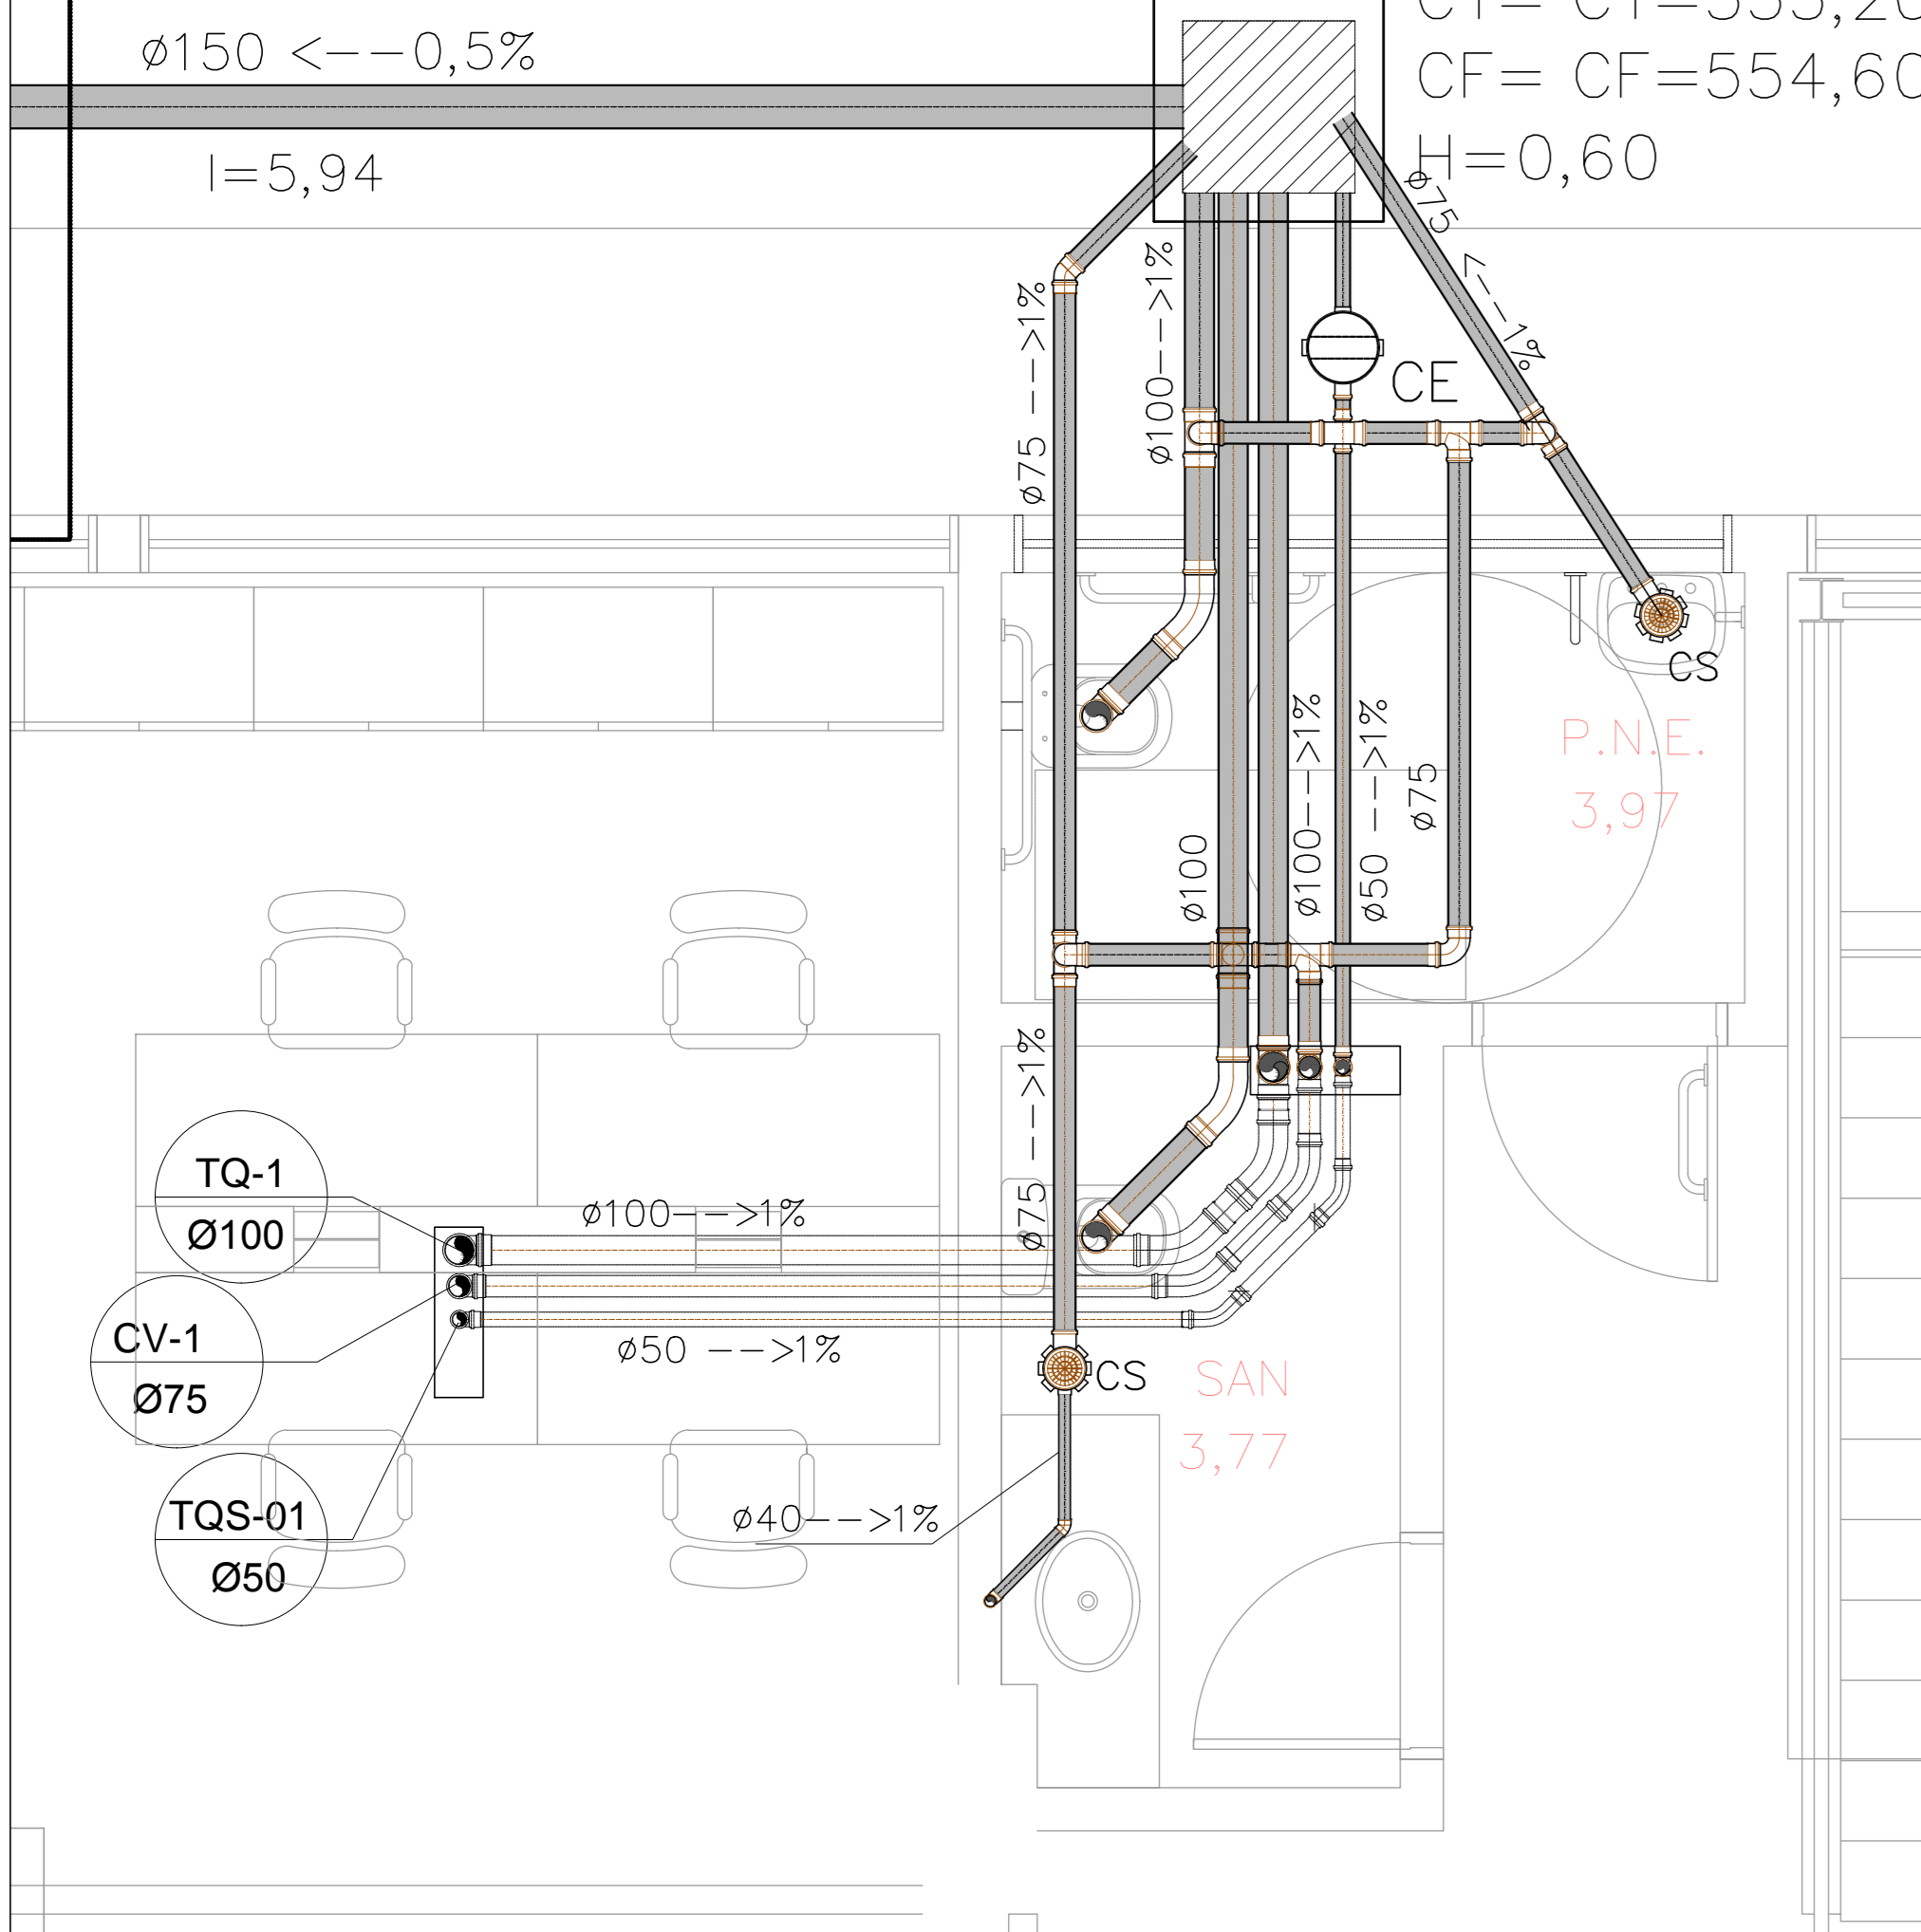 CF= CF=554,60
H=0,60
ø150 <--0,5%
l=5,94
ø75 -->1%
ø100-->1%
ø75 <--1%
CE
CS
P.N.E.
3,97
ø100
ø100-->1%
ø50 -->1%
ø75
ø75 -->1%
TQ-1
Ø100
ø100-->1%
CV-1
Ø75
ø50 -->1%
CS
SAN
3,77
TQS-01
Ø50
ø40-->1%